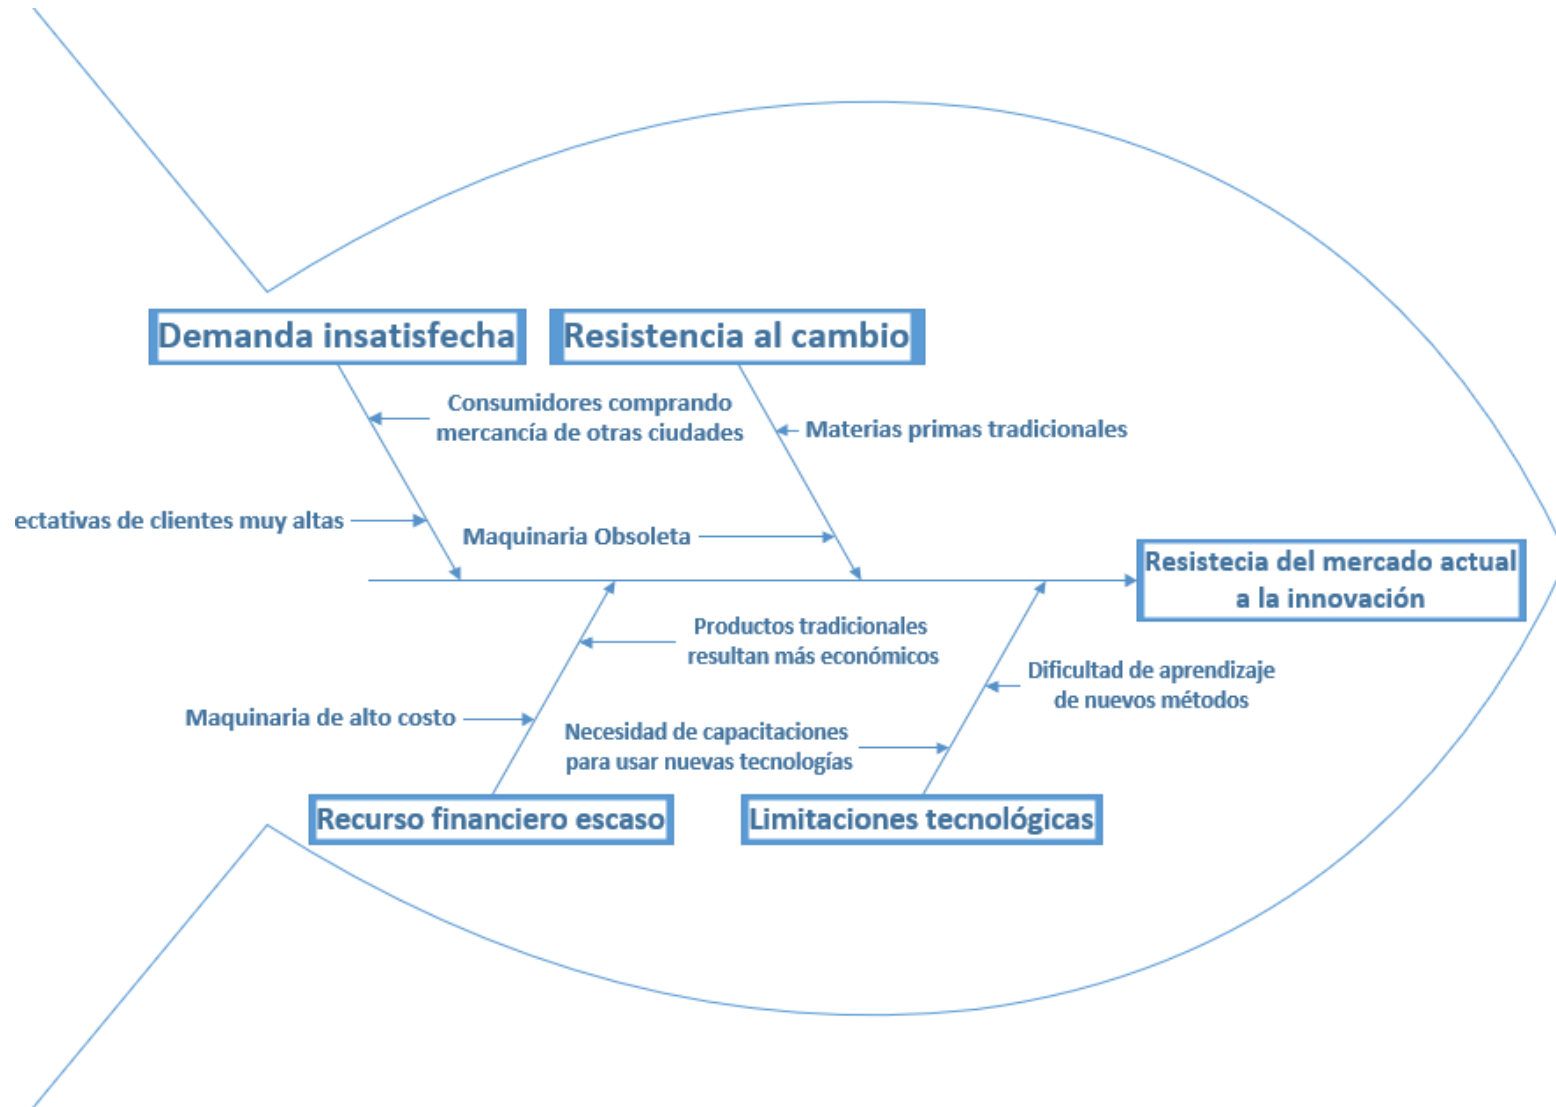 Demanda insatisfecha
Resistencia al cambio
Consumidores comprando
mercancía de otras ciudades
Materias primas tradicionales
ectativas de clientes muy altas
Maquinaria Obsoleta
Resistecia del mercado actual
a la innovación
Productos tradicionales
resultan más económicos
Dificultad de aprendizaje
de nuevos métodos
Maquinaria de alto costo
Necesidad de capacitaciones
para usar nuevas tecnologías
Recurso financiero escaso
Limitaciones tecnológicas